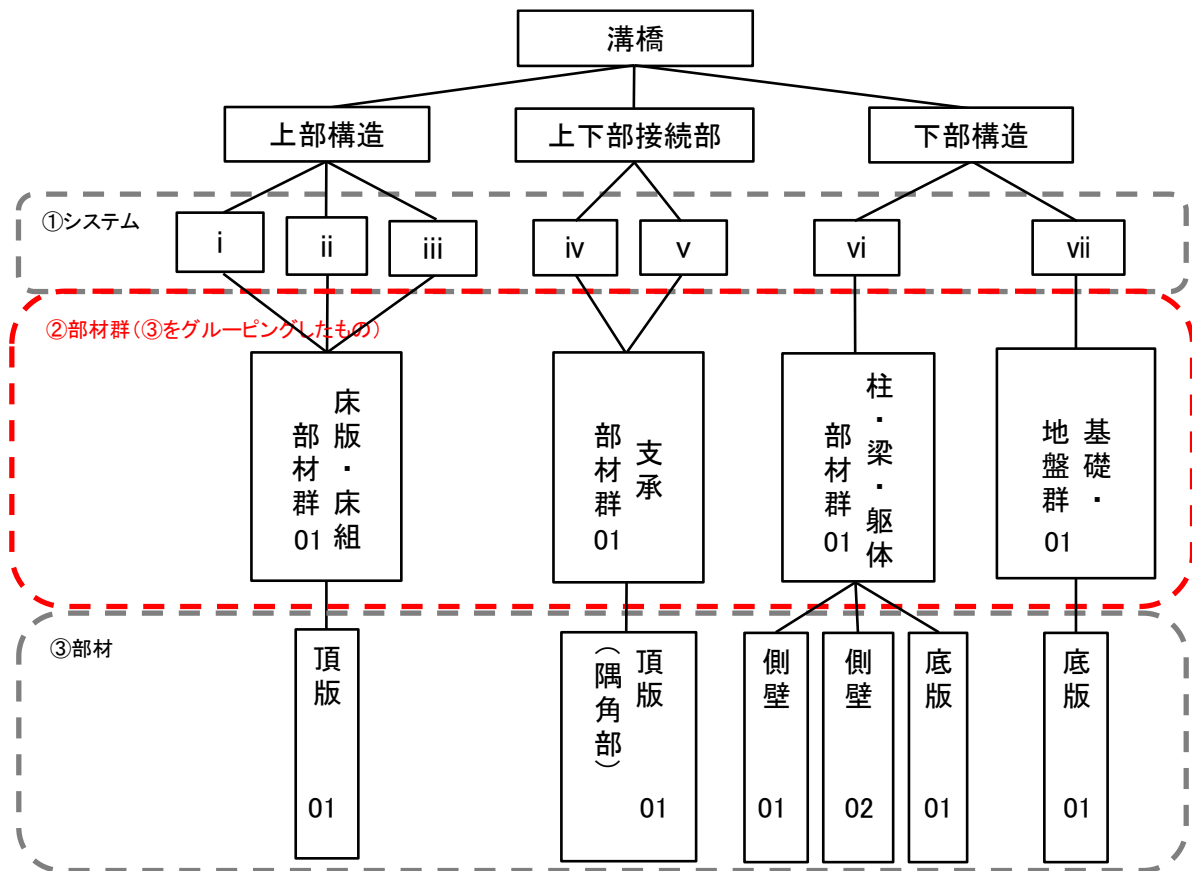 溝橋
上部構造
上下部接続部
下部構造
①システム
i
ii
iii
iv
v
vi
vii
②部材群(③をグルーピングしたもの)
床版・床組
部材群01
支承
部材群01
柱・梁・躯体
部材群01
基礎・
地盤群01
③部材
頂版 01
頂版 01
(隅角部)
側壁 01
側壁 02
底版 01
底版 01